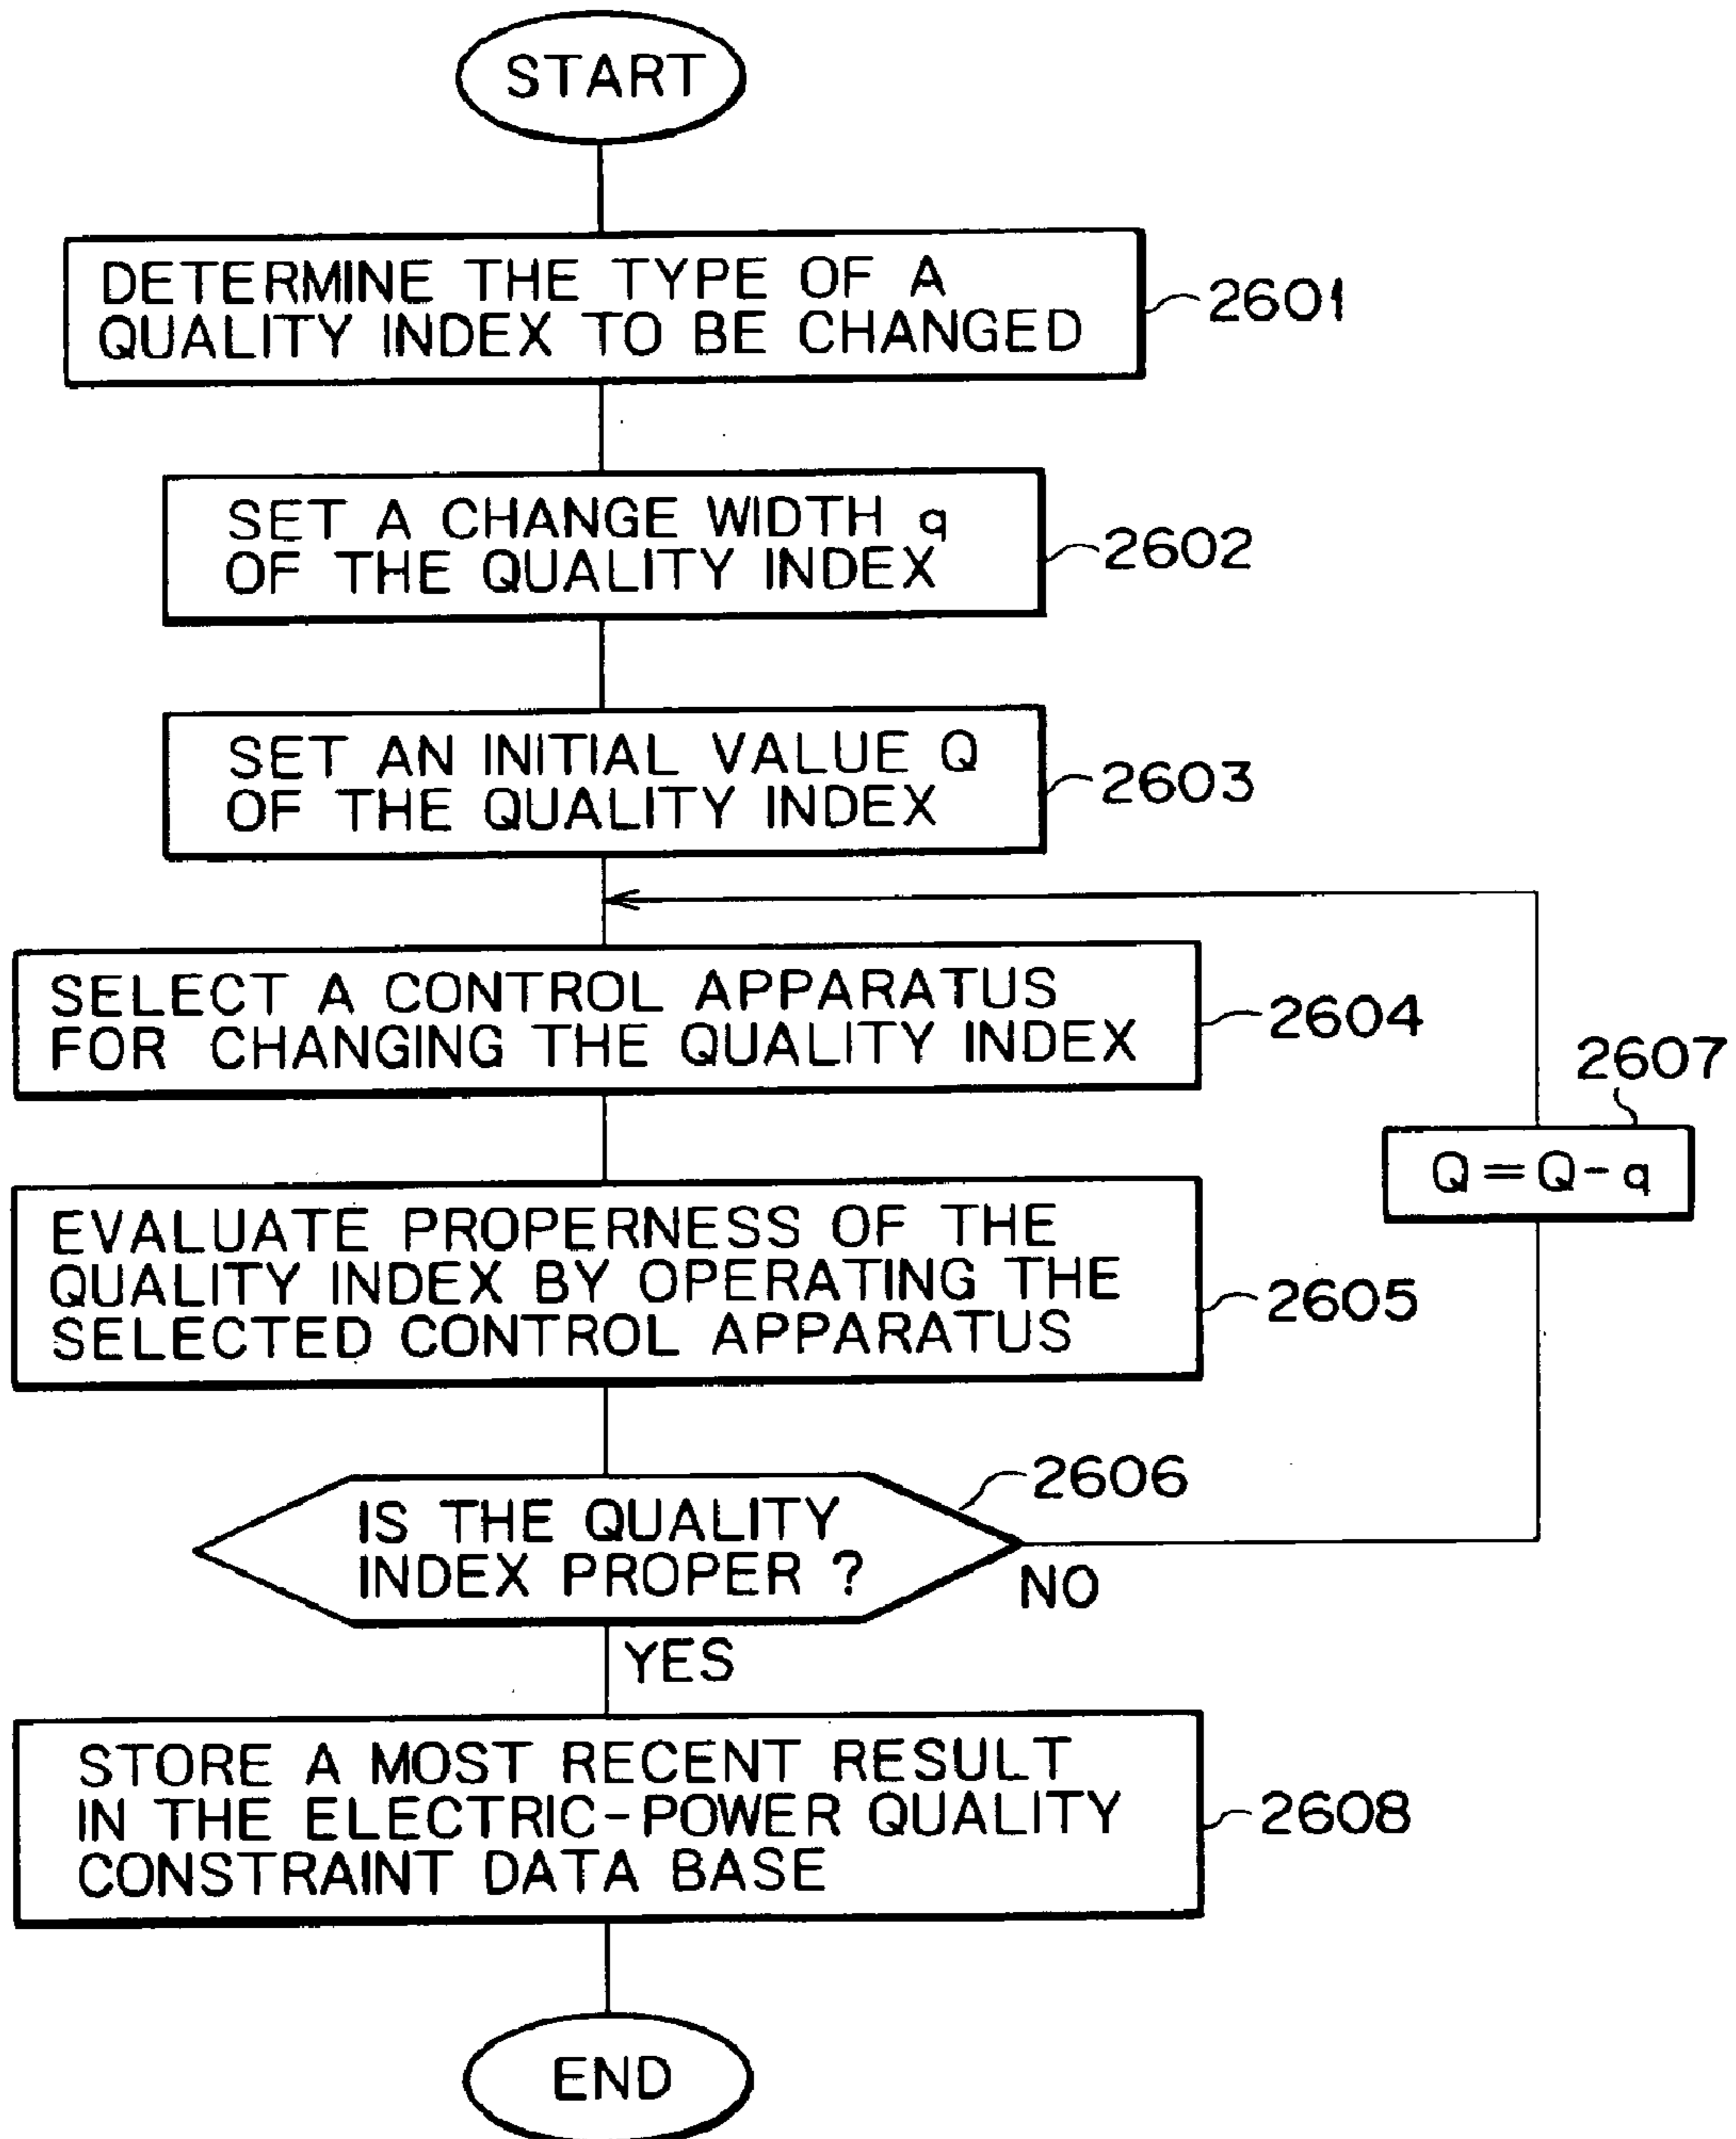 START
DETERMINE THE TYPE OF A
QUALITY INDEX TO BE CHANGED
2601
SET A CHANGE WIDTH q
OF THE QUALITY INDEX
2602
SET AN INITIAL VALUE Q
OF THE QUALITY INDEX
2603
SELECT A CONTROL APPARATUS
FOR CHANGING THE QUALITY INDEX
2604
2607
Q=Q-q
EVALUATE PROPERNESS OF THE
QUALITY INDEX BY OPERATING THE
SELECTED CONTROL APPARATUS
2605
2606
IS THE QUALITY
INDEX PROPER ?
NO
YES
STORE A MOST RECENT RESULT
IN THE ELECTRIC-POWER QUALITY
CONSTRAINT DATA BASE
2608
END